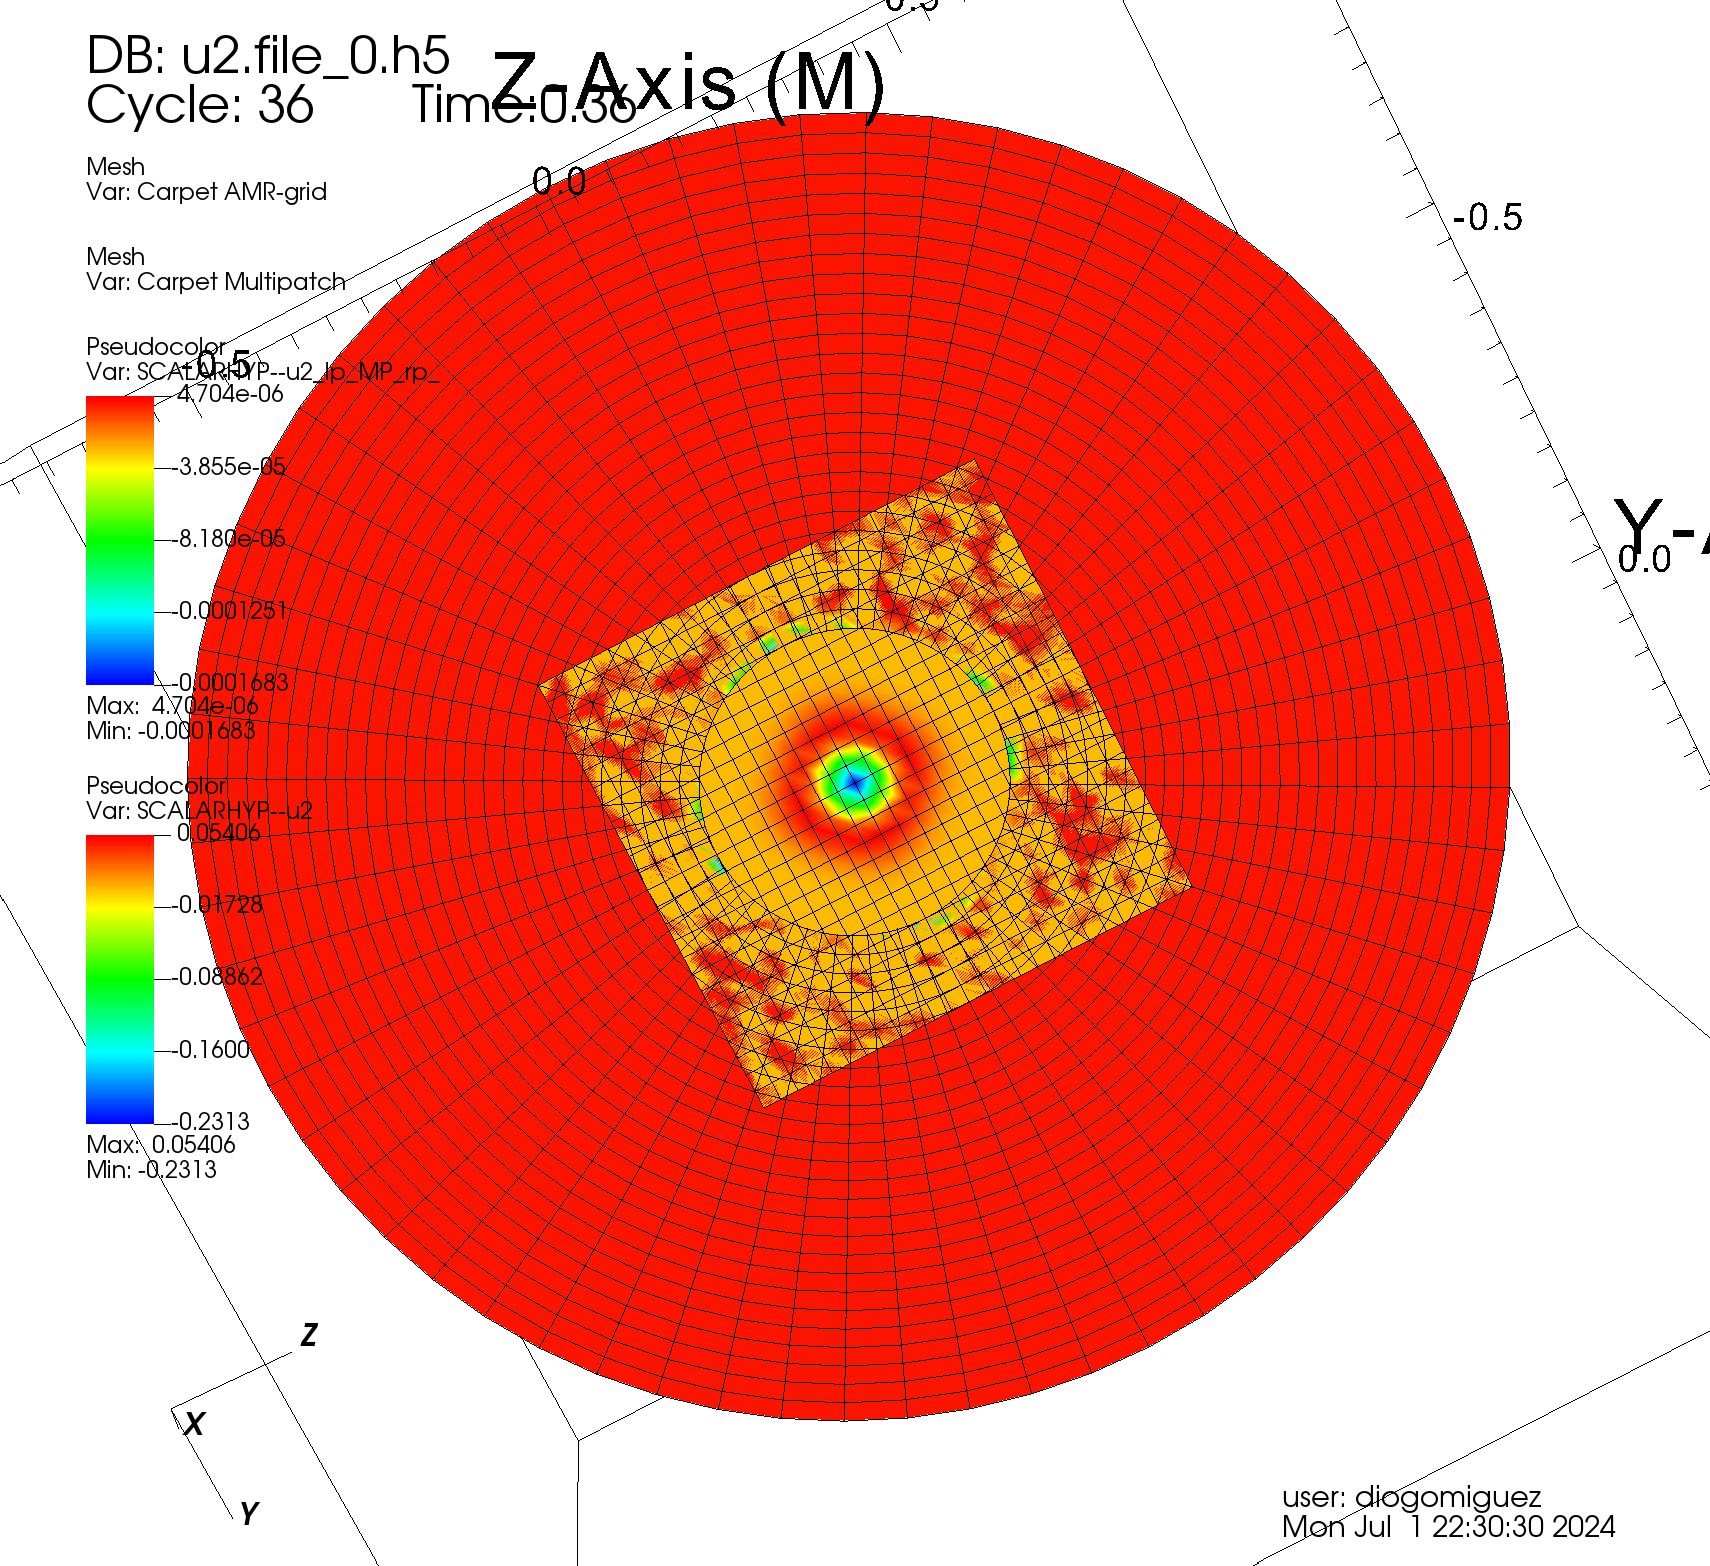 DB: u2.file_0.h5
Cycle: 36 Time:0.36
Z-Axis (M)
0.5
Mesh
Var: Carpet AMR-grid
0.0
-0.5
Mesh
Var: Carpet Multipatch
Pseudocolor
-0.5
Var: SCALARHYP--u2_lp_MP_rp_
4.704e-06
-3.855e-05
-8.180e-05
-0.0001251
-0.0001683
Max: 4.704e-06
Min: -0.0001683
Y-A
0.0
Pseudocolor
Var: SCALARHYP--u2
0.05406
-0.01728
-0.08862
-0.1600
-0.2313
Max: 0.05406
Min: -0.2313
Z
X
Y
user: diogomiguez
Mon Jul 1 22:30:30 2024